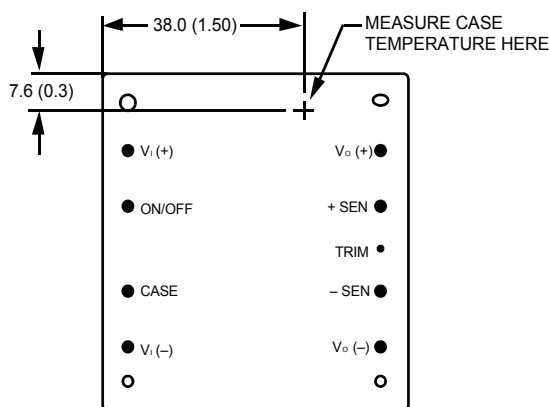 38.0 (1.50)
MEASURE CASE
TEMPERATURE HERE
7.6 (0.3)
VI (+)
VO (+)
ON/OFF
+ SEN
TRIM
CASE
– SEN
VI (–)
VO (–)